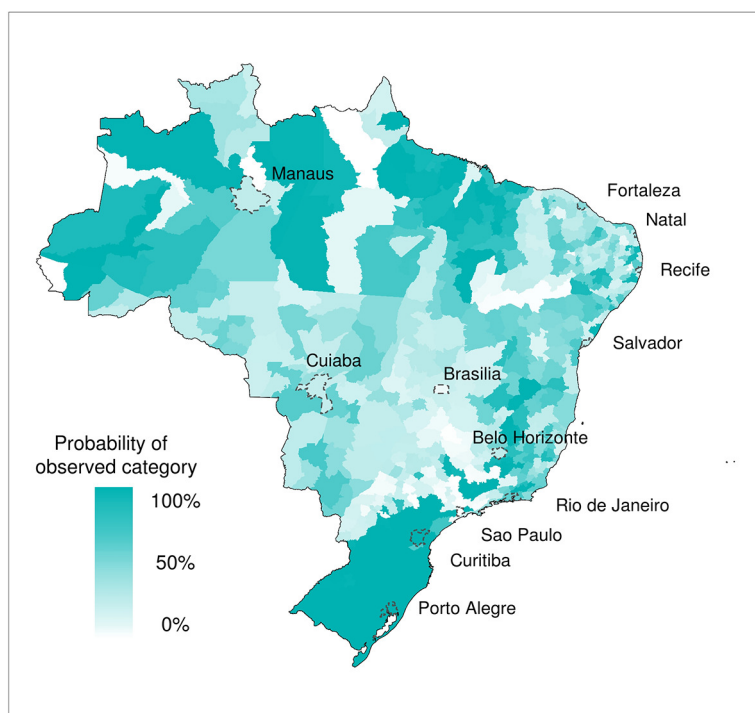 Manaus
Fortaleza
Natal
Recife
Salvador
Cuiaba
Brasilia
Belo Horizonte
Probability of
observed category
100%
50%
0%
Rio de Janeiro
Sao Paulo
Curitiba
Porto Alegre